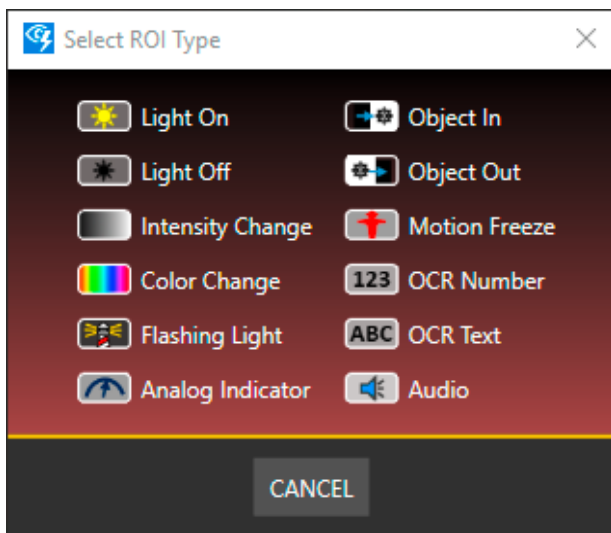 Select ROI Type
Light On
Light Off
Intensity Change
Color Change
Flashing Light
Analog Indicator
Object In
Object Out
Motion Freeze
123 OCR Number
ABC OCR Text
Audio
CANCEL